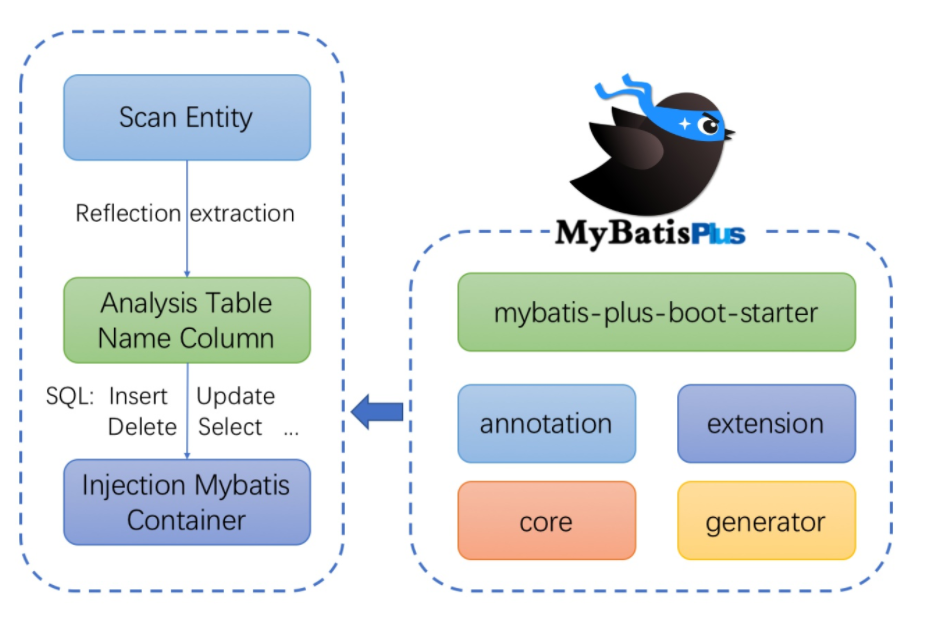 Scan Entity
Reflection extraction
Analysis Table
Name Column
SQL: Insert Update
Delete Select ...
Injection Mybatis
Container
MyBatisPlus
mybatis-plus-boot-starter
annotation
extension
core
generator